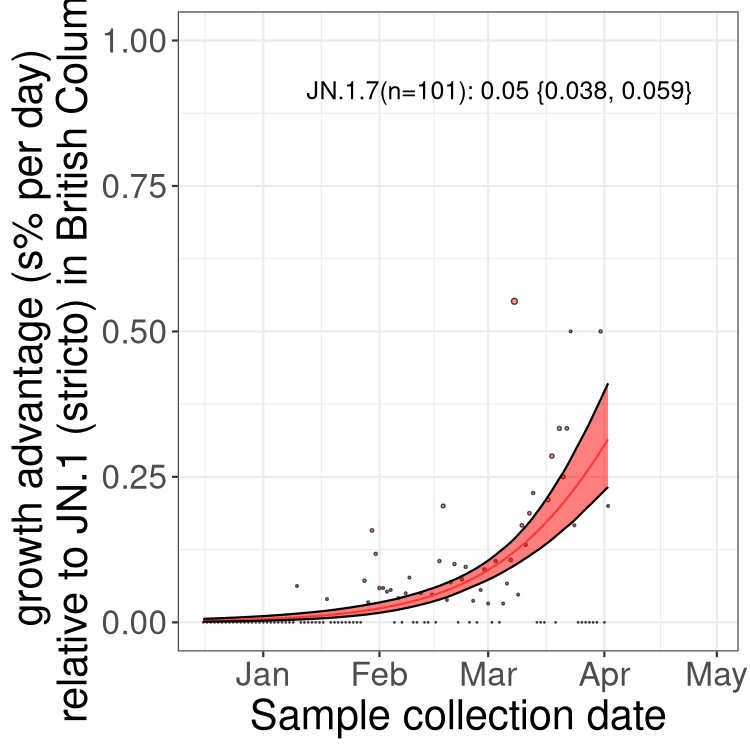 growth advantage (s% per day)
relative to JN.1 (stricto) in British Colum
1.00
0.75
0.50
0.25
0.00
JN.1.7(n=101): 0.05 {0.038, 0.059}
Jan Feb Mar Apr May
Sample collection date